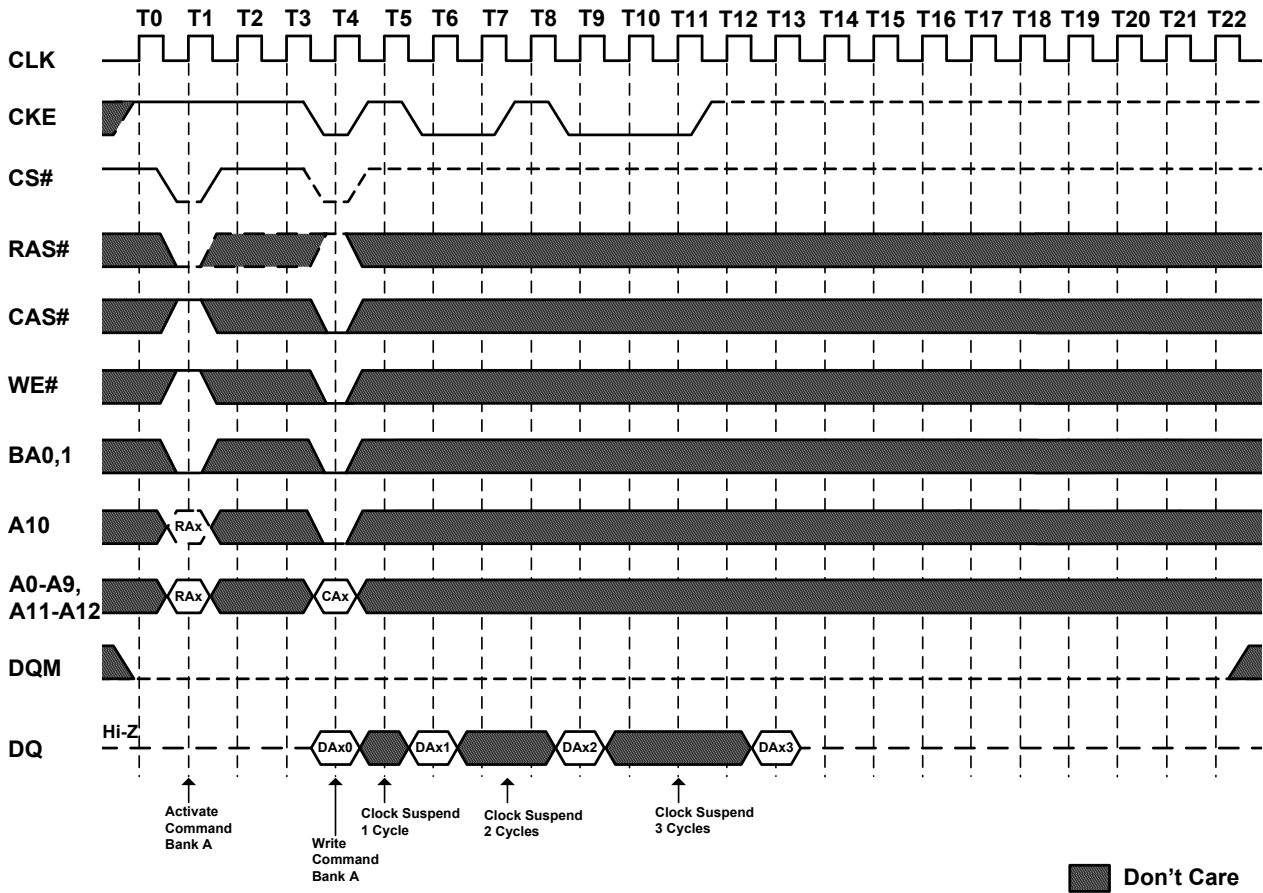 T0 T1 T2 T3 T4 T5 T6 T7 T8 T9 T10 T11 T12 T13 T14 T15 T16 T17 T18 T19 T20 T21 T22
CLK
CKE
CS#
RAS#
CAS#
WE#
BA0,1
A10
RAx
A0-A9,
A11-A12
RAx CAx
DQM
Hi-Z
DQ
DAx0 DAx1 DAx2 DAx3
Activate
Command
Bank A
Write
Command
Bank A
Clock Suspend
1 Cycle
Clock Suspend
2 Cycles
Clock Suspend
3 Cycles
Don't Care